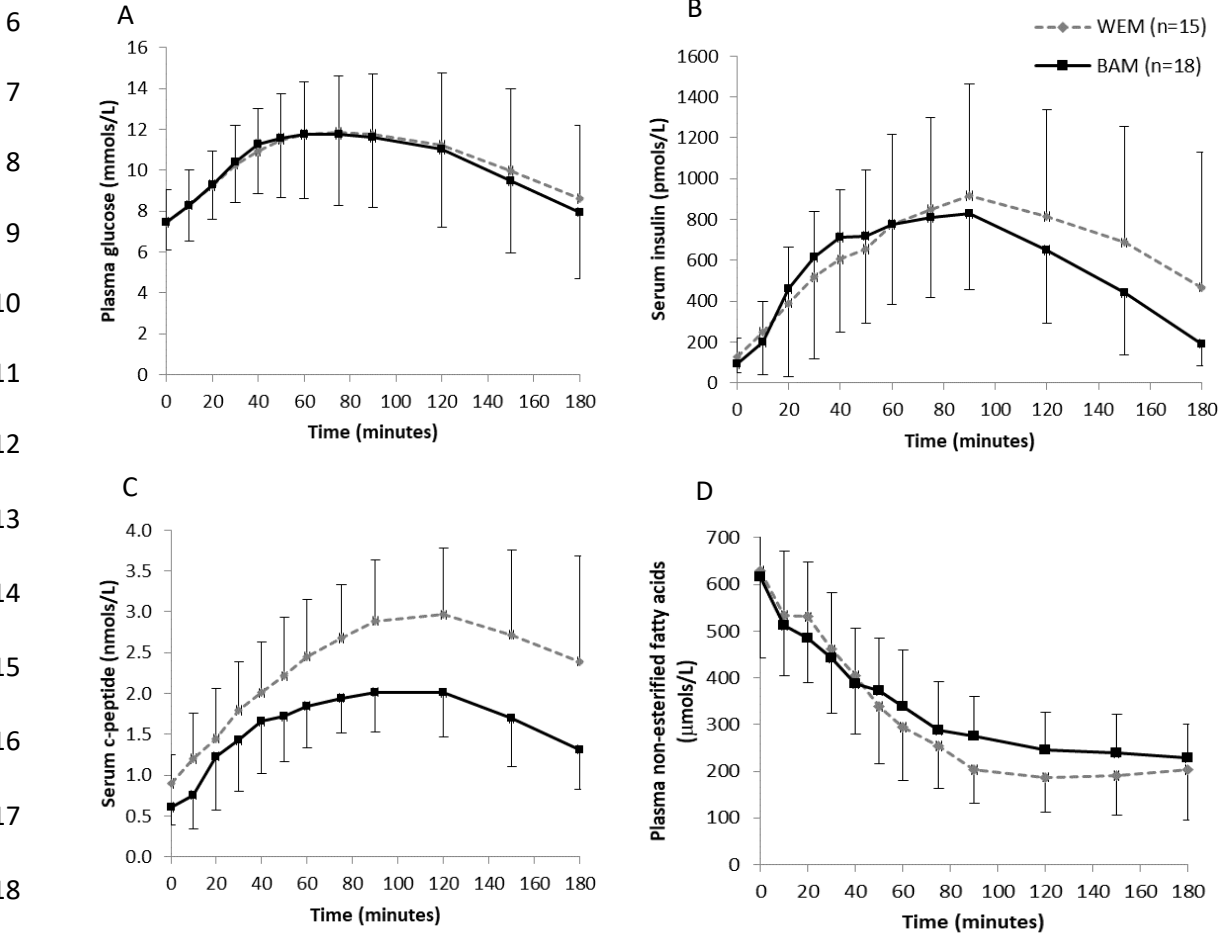 6
7
8
9
10
11
12
13
14
15
16
17
18
A
16
14
12
10
8
6
4
2
0
Plasma glucose (mmols/L)
0 20 40 60 80 100 120 140 160 180
Time (minutes)
B
WEM (n=15)
BAM (n=18)
1600
1400
1200
1000
800
600
400
200
0
Serum insulin (pmols/L)
0 20 40 60 80 100 120 140 160 180
Time (minutes)
C
4.0
3.5
3.0
2.5
2.0
1.5
1.0
0.5
0.0
Serum c-peptide (nmols/L)
0 20 40 60 80 100 120 140 160 180
Time (minutes)
D
700
600
500
400
300
200
100
0
Plasma non-esterified fatty acids
(µmols/L)
0 20 40 60 80 100 120 140 160 180
Time (minutes)